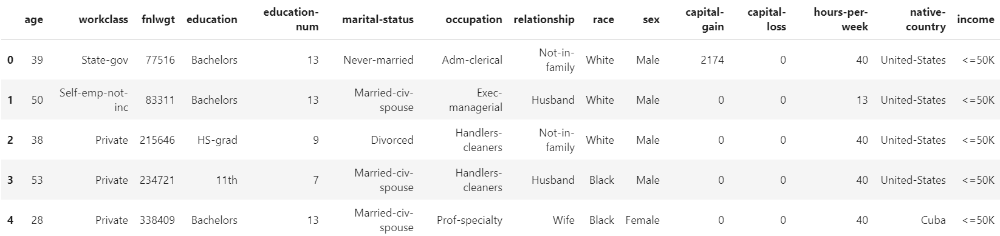 age workclass fnlwgt education education-num marital-status occupation relationship race sex capital-gain capital-loss hours-per-week native-country income
0 39 State-gov 77516 Bachelors 13 Never-married Adm-clerical Not-in-family White Male 2174 0 40 United-States <=50K
1 50 Self-emp-not-inc 83311 Bachelors 13 Married-civ-spouse Exec-managerial Husband White Male 0 0 13 United-States <=50K
2 38 Private 215646 HS-grad 9 Divorced Handlers-cleaners Not-in-family White Male 0 0 40 United-States <=50K
3 53 Private 234721 11th 7 Married-civ-spouse Handlers-cleaners Husband Black Male 0 0 40 United-States <=50K
4 28 Private 338409 Bachelors 13 Married-civ-spouse Prof-specialty Wife Black Female 0 0 40 Cuba <=50K